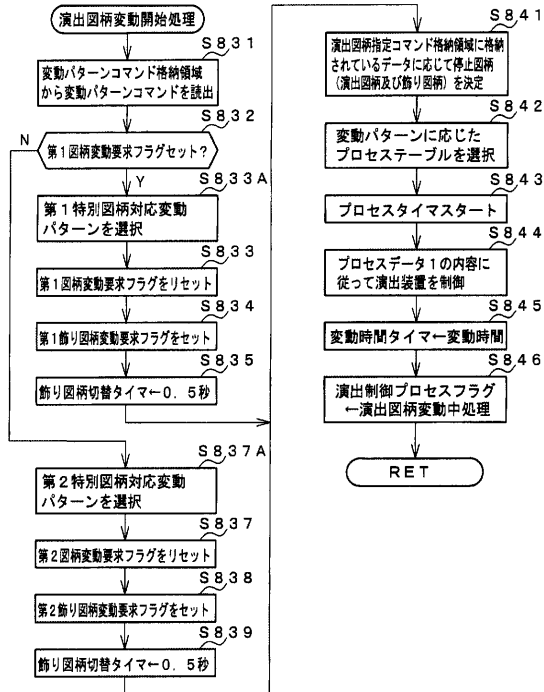 演出図柄変動開始処理
S831
変動パターンコマンド格納領域
から変動パターンコマンドを読出
S832
N
第1図柄変動要求フラグセット?
Y
S833A
第1特別図柄対応変動
パターンを選択
S833
第1図柄変動要求フラグをリセット
S834
第1飾り図柄変動要求フラグをセット
S835
飾り図柄切替タイマ←0.5秒
S837A
第2特別図柄対応変動
パターンを選択
S837
第2図柄変動要求フラグをリセット
S838
第2飾り図柄変動要求フラグをセット
S839
飾り図柄切替タイマ←0.5秒
S841
演出図柄指定コマンド格納領域に格納
されているデータに応じて停止図柄
(演出図柄及び飾り図柄)を決定
S842
変動パターンに応じた
プロセステーブルを選択
S843
プロセスタイマスタート
S844
プロセスデータ1の内容に
従って演出装置を制御
S845
変動時間タイマ←変動時間
S846
演出制御プロセスフラグ
←演出図柄変動中処理
RET